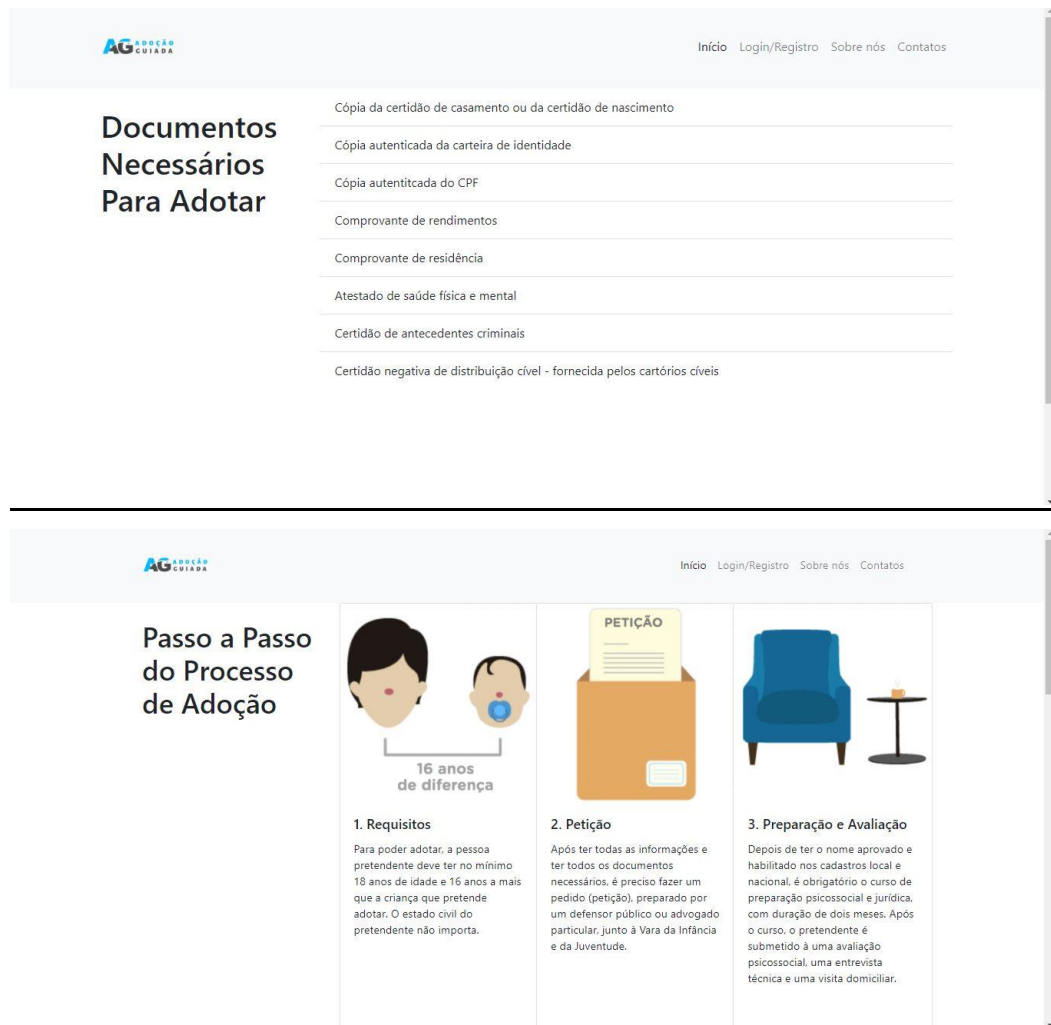 AG ADOÇÃO
GUIADA
Início Login/Registro Sobre nós Contatos
Documentos
Necessários
Para Adotar
Cópia da certidão de casamento ou da certidão de nascimento
Cópia autenticada da carteira de identidade
Cópia autentitcada do CPF
Comprovante de rendimentos
Comprovante de residência
Atestado de saúde física e mental
Certidão de antecedentes criminais
Certidão negativa de distribuição cível - fornecida pelos cartórios cíveis
AG ADOÇÃO
GUIADA
Início Login/Registro Sobre nós Contatos
Passo a Passo
do Processo
de Adoção
16 anos
de diferença
1. Requisitos
Para poder adotar, a pessoa
pretendente deve ter no mínimo
18 anos de idade e 16 anos a mais
que a criança que pretende
adotar. O estado civil do
pretendente não importa.
PETIÇÃO
2. Petição
Após ter todas as informações e
ter todos os documentos
necessários, é preciso fazer um
pedido (petição), preparado por
um defensor público ou advogado
particular, junto à Vara da Infância
e da Juventude.
3. Preparação e Avaliação
Depois de ter o nome aprovado e
habilitado nos cadastros local e
nacional, é obrigatório o curso de
preparação psicossocial e jurídica,
com duração de dois meses. Após
o curso, o pretendente é
submetido à uma avaliação
psicossocial, uma entrevista
técnica e uma visita domiciliar.